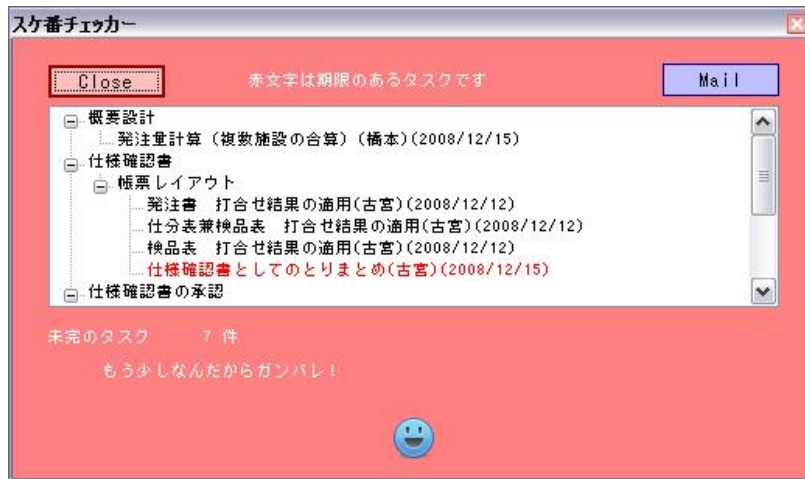 スケ番チェッカー
Close 赤文字は期限のあるタスクです Mail
概要設計
発注量計算(複数施設の合算)(橋本)(2008/12/15)
仕様確認書
帳票レイアウト
発注書 打合せ結果の適用(古宮)(2008/12/12)
仕分表兼検品表 打合せ結果の適用(古宮)(2008/12/12)
検品表 打合せ結果の適用(古宮)(2008/12/12)
仕様確認書としてのとりまとめ(古宮)(2008/12/15)
仕様確認書の承認
未完のタスク 7 件
もう少しなんだからガンバレ!